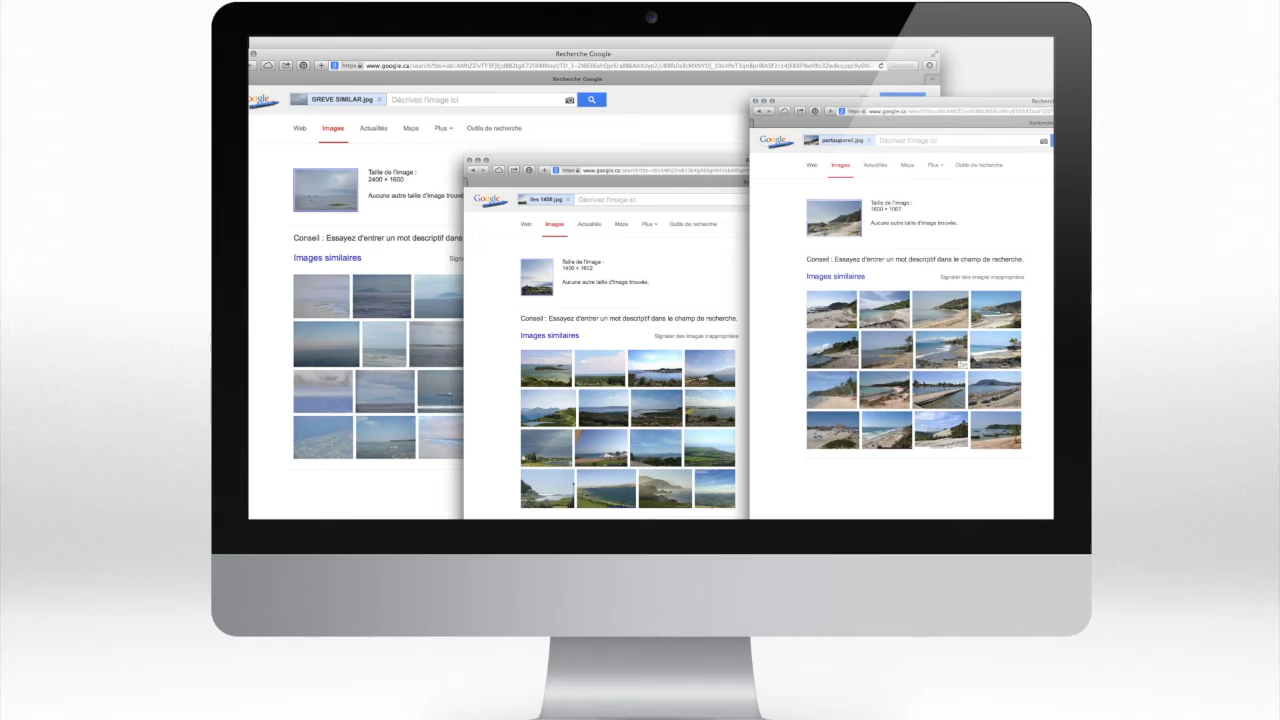 Recherche Google
Recherche Google
GREVE SIMILAR.jpg
Décrivez l'image ici
Web
Images
Actualités
Maps
Plus
Outils de recherche
Taille de l'image :
2400 × 1600
Aucune autre taille d'image trouvé
Conseil : Essayez d'entrer un mot descriptif dans
Images similaires
Google
iles 1400.jpg
Décrivez l'image ici
Web
Images
Actualités
Maps
Plus
Outils de recherche
Taille de l'image :
1400 × 1602
Aucune autre taille d'image trouvée.
Conseil : Essayez d'entrer un mot descriptif dans le champ de recherche.
Images similaires
Signaler des images inappropriées
Google
portaupersil.jpg
Décrivez l'image ici
Web
Images
Actualités
Maps
Plus
Outils de recherche
Taille de l'image :
1600 × 1067
Aucune autre taille d'image trouvée.
Conseil : Essayez d'entrer un mot descriptif dans le champ de recherche.
Images similaires
Signaler des images inappropriées